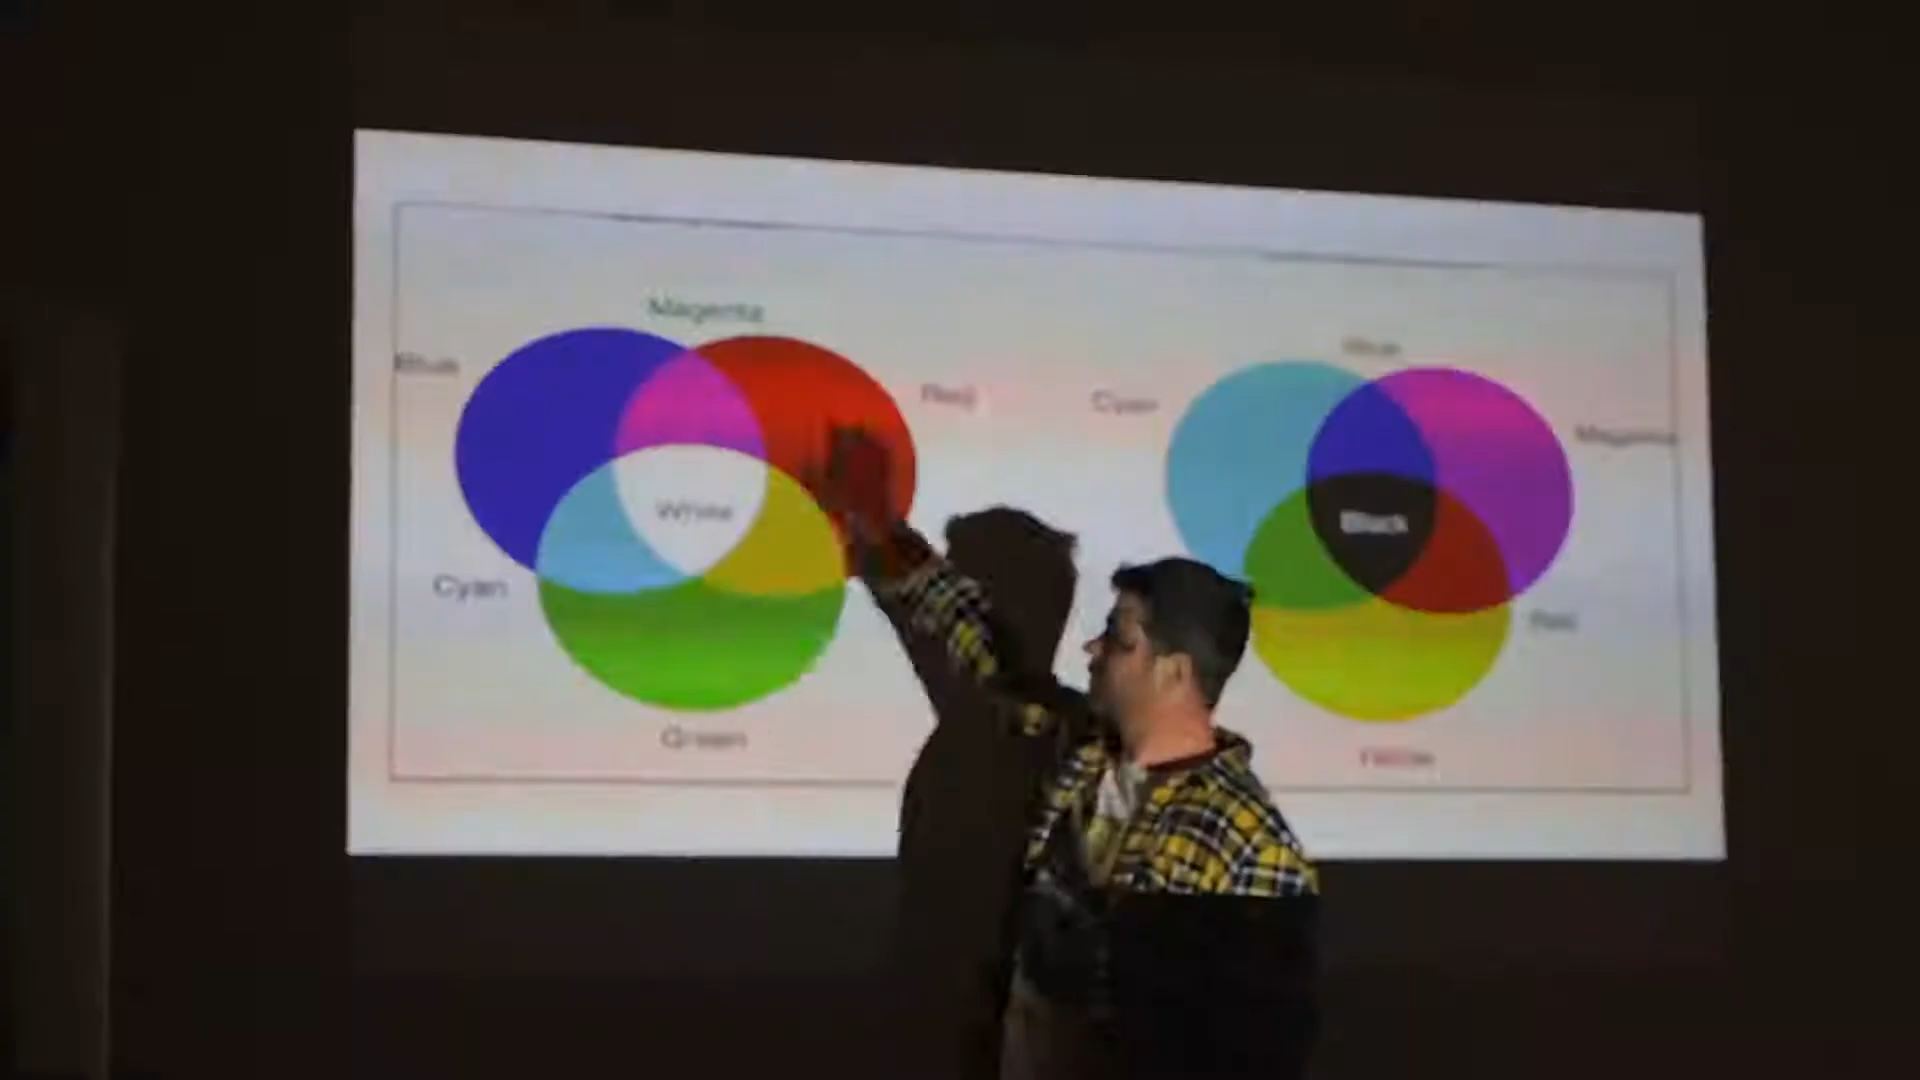 Magenta
Blue
Red
White
Cyan
Green
Blue
Cyan
Magenta
Black
Red
Yellow